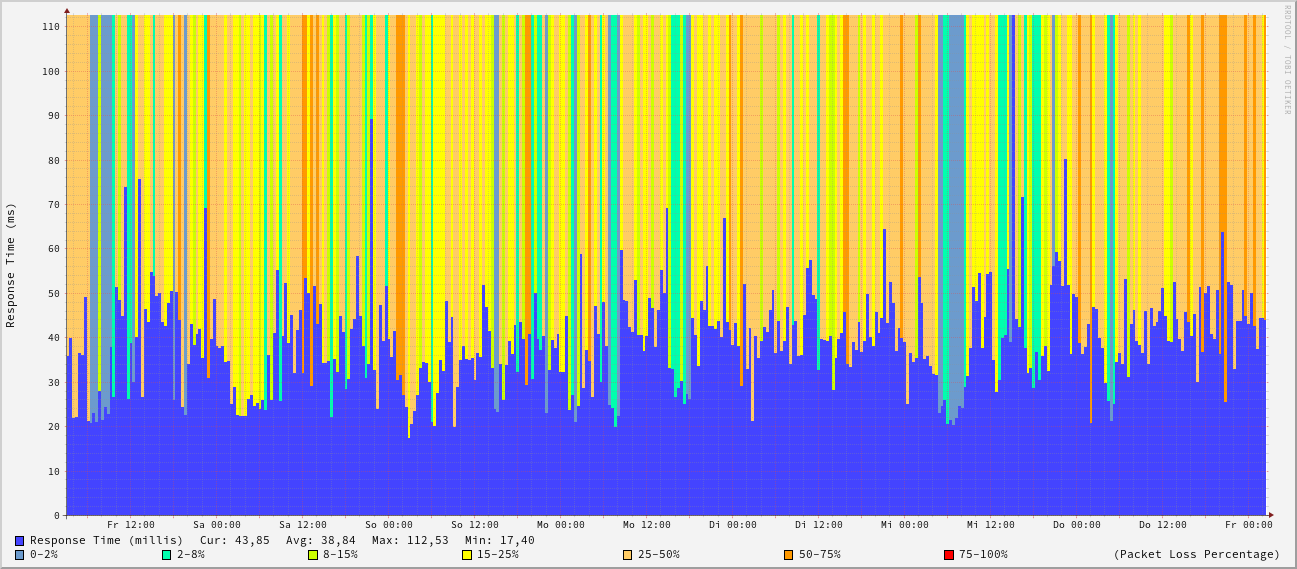 RRDTOOL / TOBI OETIKER
Response Time (ms)
110
100
90
80
70
60
50
40
30
20
10
0
Fr 12:00 Sa 00:00 Sa 12:00 So 00:00 So 12:00 Mo 00:00 Mo 12:00 Di 00:00 Di 12:00 Mi 00:00 Mi 12:00 Do 00:00 Do 12:00 Fr 00:00
Response Time (millis) Cur: 43,85 Avg: 38,84 Max: 112,53 Min: 17,40
0-2% 2-8% 8-15% 15-25% 25-50% 50-75% 75-100% (Packet Loss Percentage)